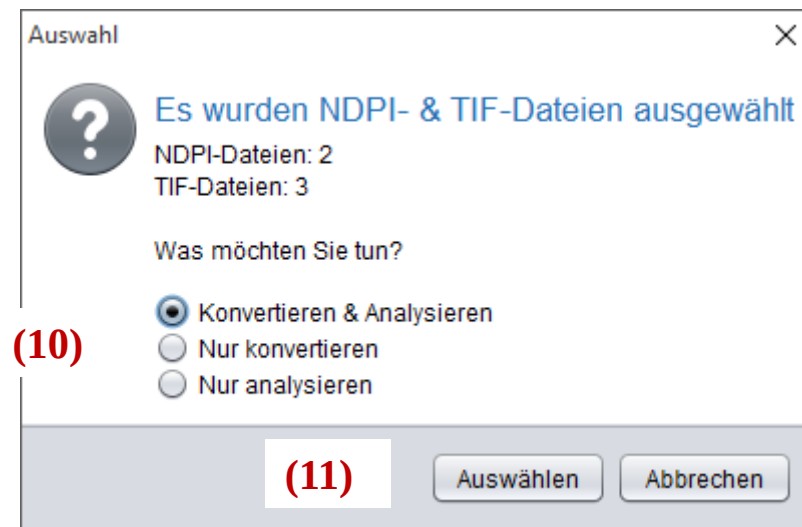 Auswahl
Es wurden NDPI- & TIF-Dateien ausgewählt
NDPI-Dateien: 2
TIF-Dateien: 3
Was möchten Sie tun?
Konvertieren & Analysieren
(10) Nur konvertieren
Nur analysieren
(11) Auswählen Abbrechen